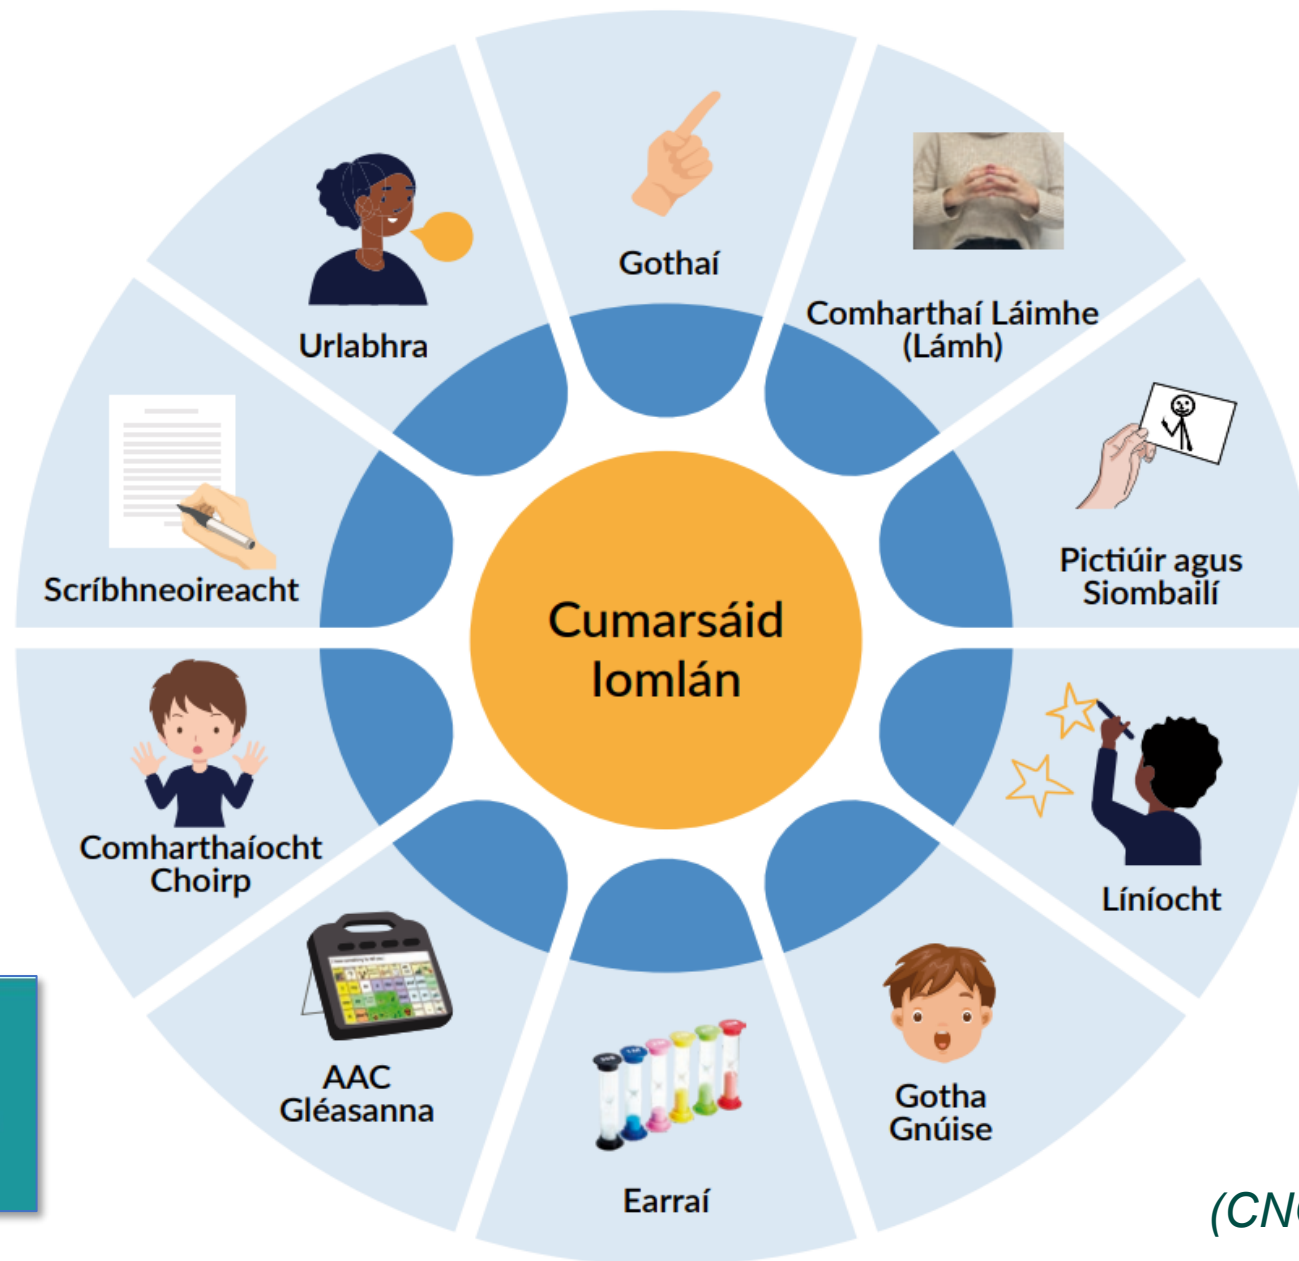 Gothaí
Comharthaí Láimhe
(Lámh)
Pictiúir agus
Siombailí
Líníocht
Gotha
Gnúise
Earraí
AAC
Gléasanna
Comharthaíocht
Choirp
Scríbhneoireacht
Urlabhra
Cumarsáid
Iomlán